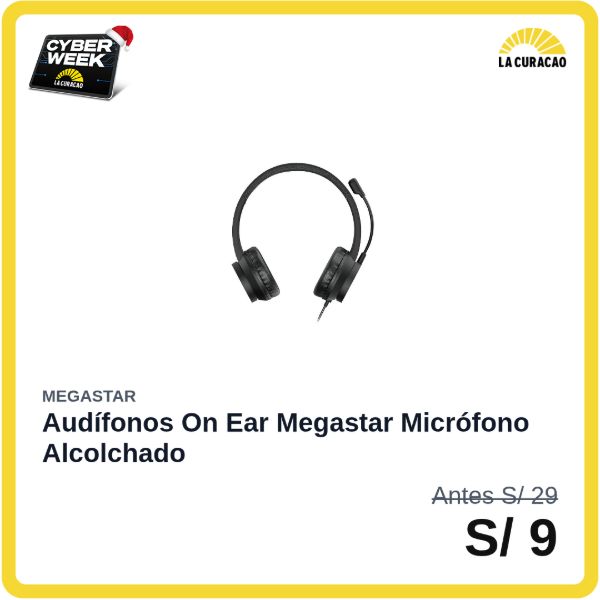 CYBER
WEEK
LA CURACAO
LA CURACAO
MEGASTAR
Audífonos On Ear Megastar Micrófono
Alcolchado
Antes S/ 29
S/ 9